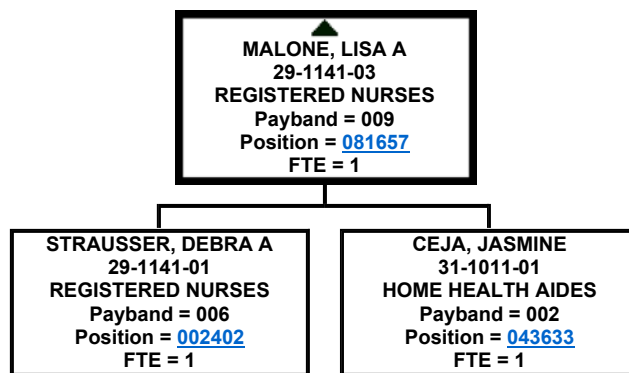 MALONE, LISA A
29-1141-03
REGISTERED NURSES
Payband = 009
Position = 081657
FTE = 1
STRAUSSER, DEBRA A
29-1141-01
REGISTERED NURSES
Payband = 006
Position = 002402
FTE = 1
CEJA, JASMINE
31-1011-01
HOME HEALTH AIDES
Payband = 002
Position = 043633
FTE = 1